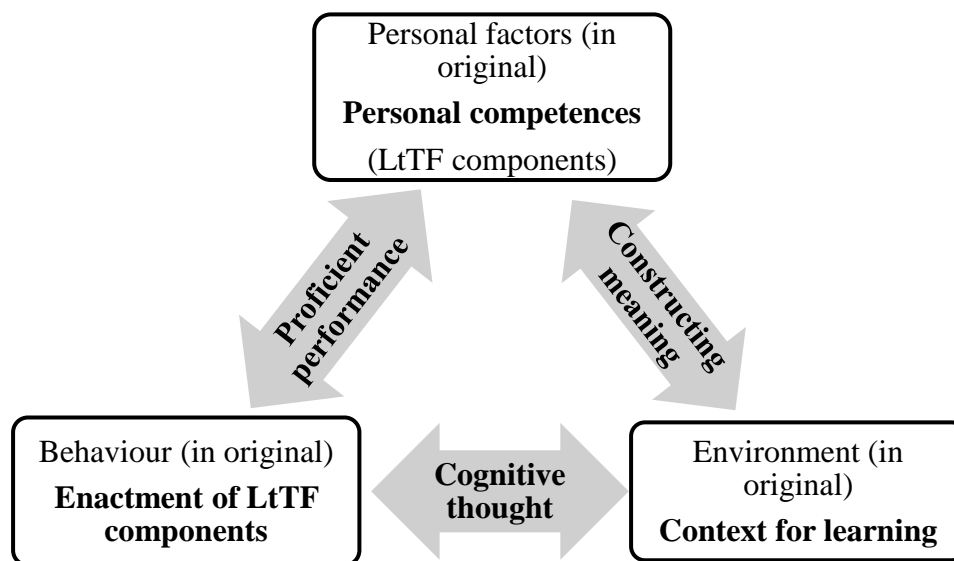 Personal factors (in
original)
Personal competences
(LtTF components)
Proficient
performance
Constructing
meaning
Behaviour (in original)
Enactment of LtTF
components
Cognitive
thought
Environment (in
original)
Context for learning